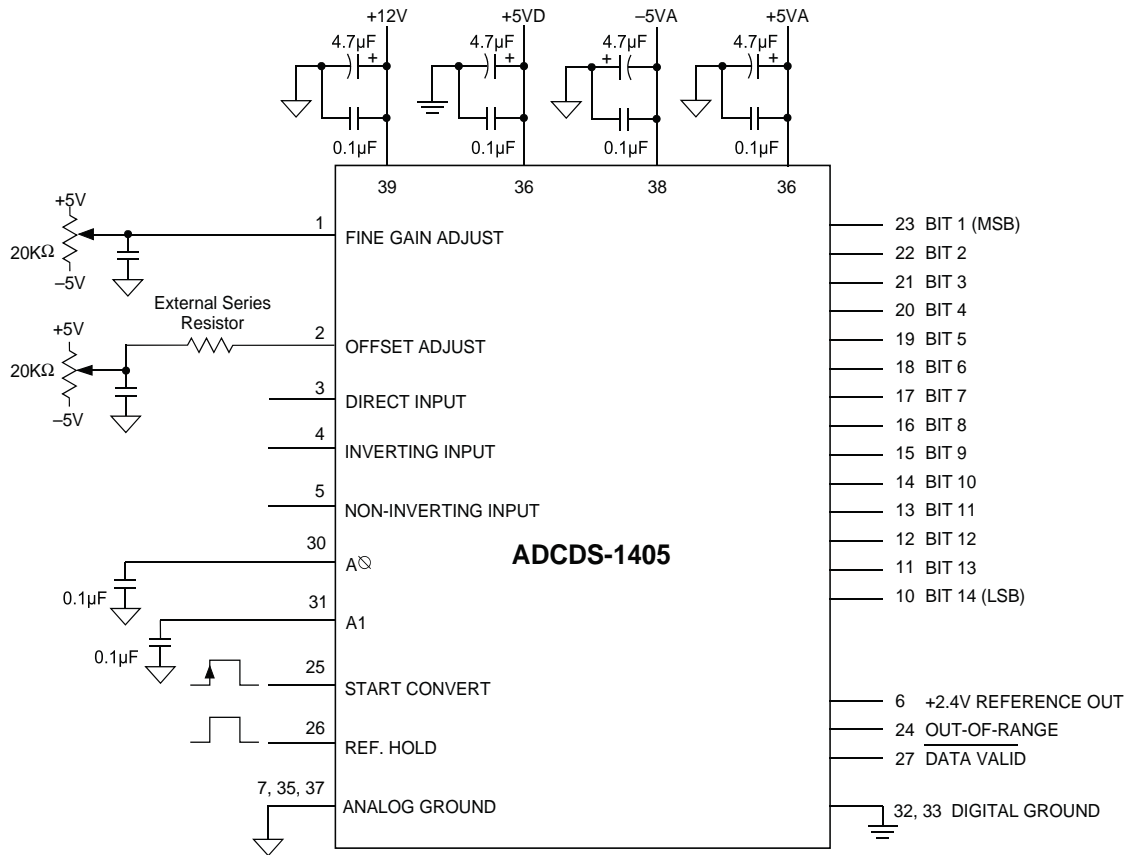 +12V +5VD –5VA +5VA
4.7µF 4.7µF 4.7µF 4.7µF
+ + + +
0.1µF 0.1µF 0.1µF 0.1µF
39 36 38 36
+5V
20KΩ
–5V
1 FINE GAIN ADJUST
External Series
Resistor
+5V
20KΩ
–5V
2 OFFSET ADJUST
3 DIRECT INPUT
4 INVERTING INPUT
5 NON-INVERTING INPUT
30 A∅
0.1µF
31 A1
0.1µF
25 START CONVERT
26 REF. HOLD
7, 35, 37 ANALOG GROUND
ADCDS-1405
23 BIT 1 (MSB)
22 BIT 2
21 BIT 3
20 BIT 4
19 BIT 5
18 BIT 6
17 BIT 7
16 BIT 8
15 BIT 9
14 BIT 10
13 BIT 11
12 BIT 12
11 BIT 13
10 BIT 14 (LSB)
6 +2.4V REFERENCE OUT
24 OUT-OF-RANGE
27 DATA VALID
32, 33 DIGITAL GROUND